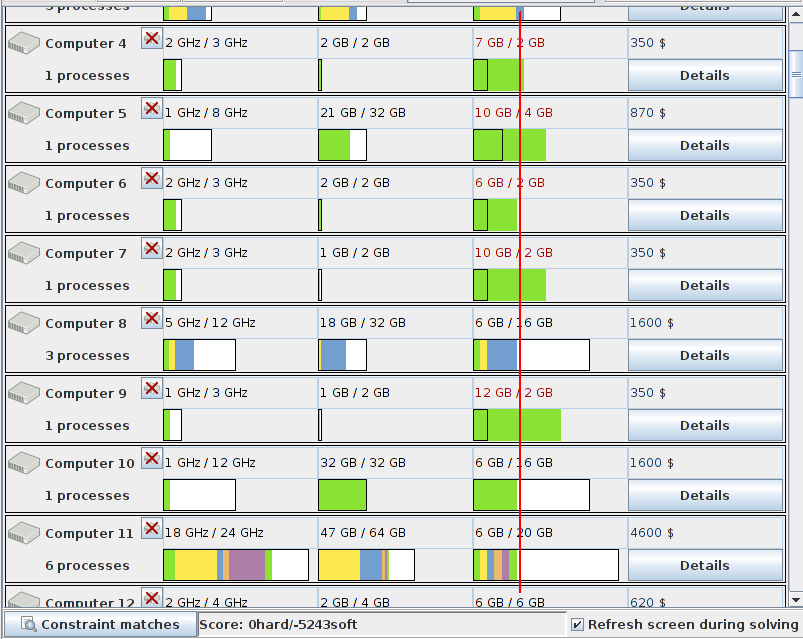 3 processes Details
Computer 4 2 GHz / 3 GHz 2 GB / 2 GB 7 GB / 2 GB 350 $
1 processes Details
Computer 5 1 GHz / 8 GHz 21 GB / 32 GB 10 GB / 4 GB 870 $
1 processes Details
Computer 6 2 GHz / 3 GHz 2 GB / 2 GB 6 GB / 2 GB 350 $
1 processes Details
Computer 7 2 GHz / 3 GHz 1 GB / 2 GB 10 GB / 2 GB 350 $
1 processes Details
Computer 8 5 GHz / 12 GHz 18 GB / 32 GB 6 GB / 16 GB 1600 $
3 processes Details
Computer 9 1 GHz / 3 GHz 1 GB / 2 GB 12 GB / 2 GB 350 $
1 processes Details
Computer 10 1 GHz / 12 GHz 32 GB / 32 GB 6 GB / 16 GB 1600 $
1 processes Details
Computer 11 18 GHz / 24 GHz 47 GB / 64 GB 6 GB / 20 GB 4600 $
6 processes Details
Computer 12 2 GHz / 4 GHz 2 GB / 4 GB 6 GB / 6 GB 620 $
Constraint matches Score: 0hard/-5243soft Refresh screen during solving